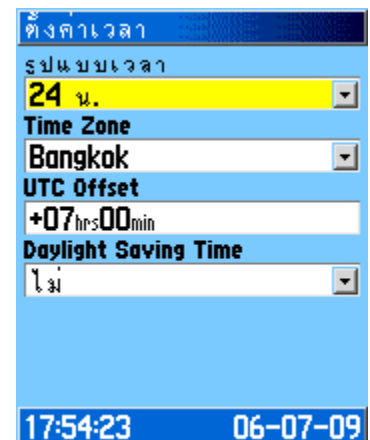 ตั้งค่าเวลา
รูปแบบเวลา
24 น.
Time Zone
Bangkok
UTC Offset
+07hrs00min
Daylight Saving Time
ไม่
17:54:23 06-07-09